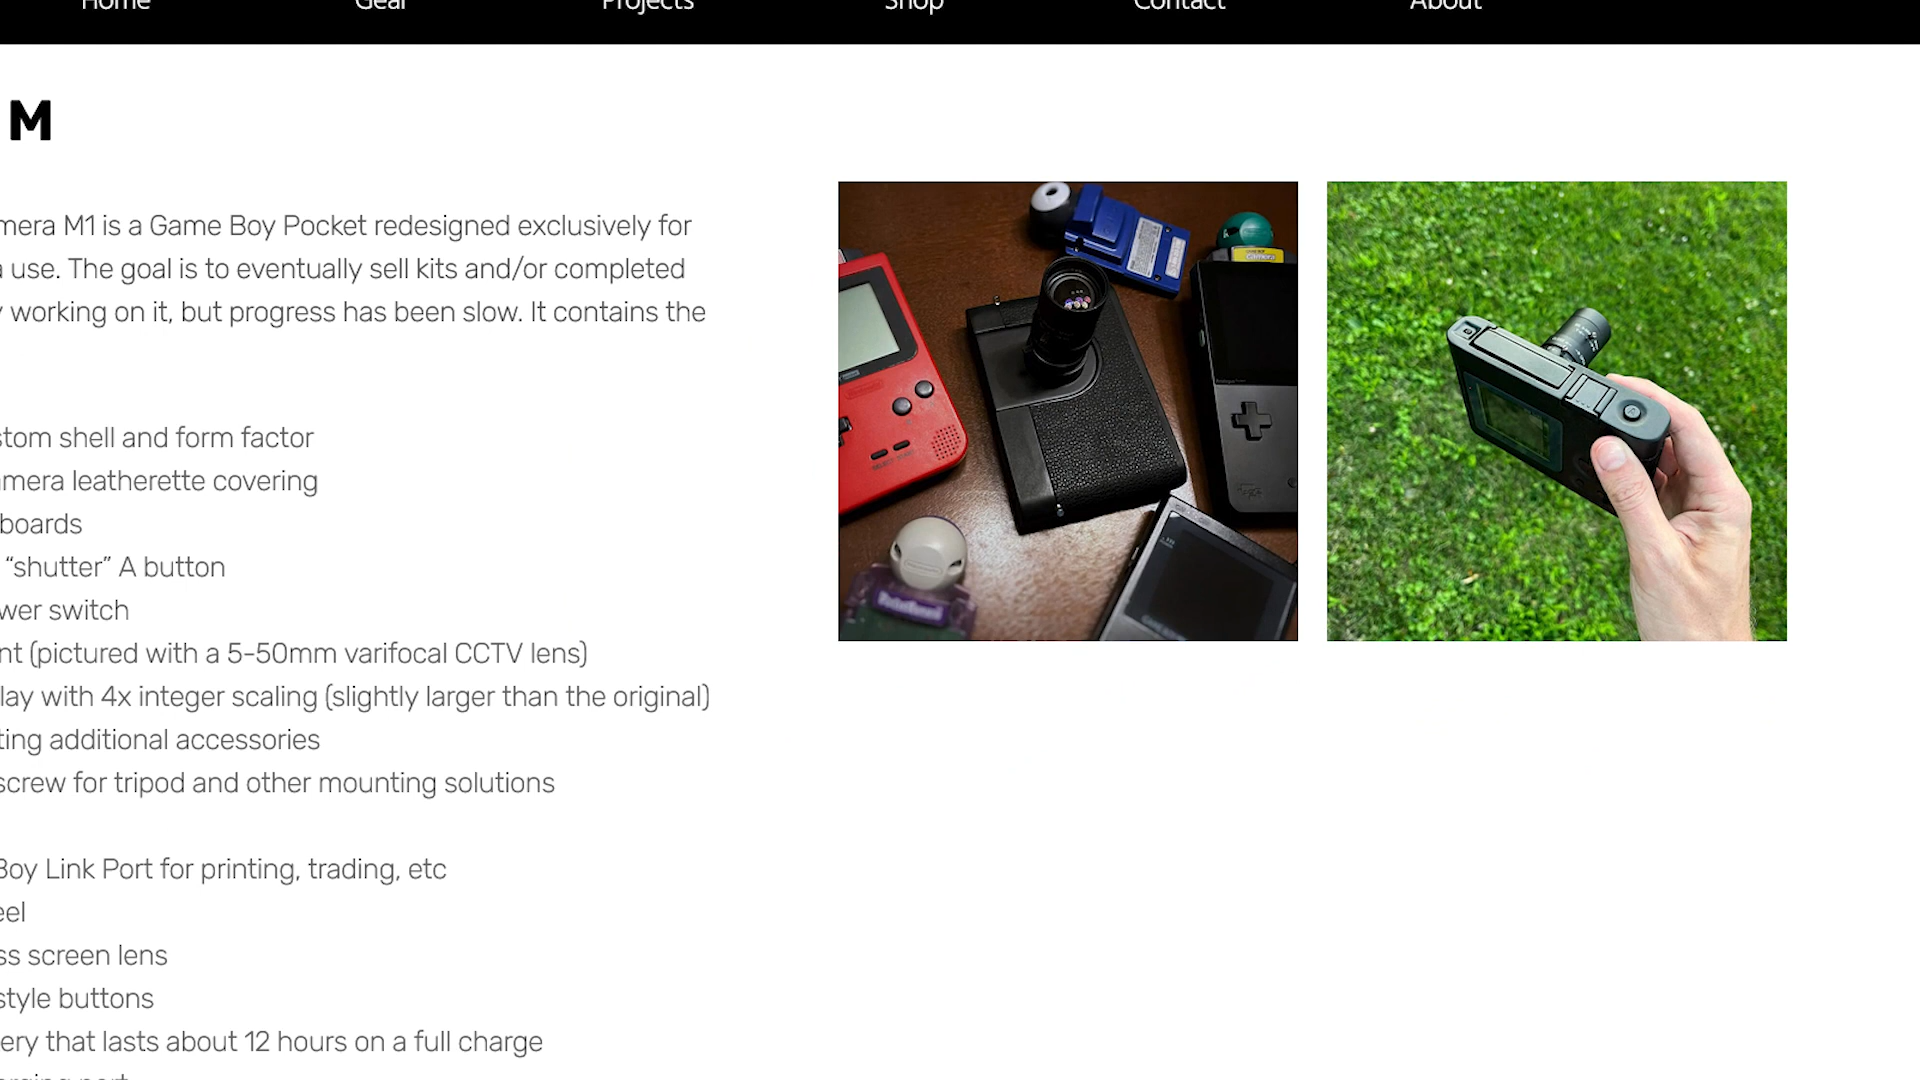 Home Gear Projects Shop Contact About
M
mera M1 is a Game Boy Pocket redesigned exclusively for
a use. The goal is to eventually sell kits and/or completed
y working on it, but progress has been slow. It contains the
stom shell and form factor
amera leatherette covering
boards
“shutter” A button
wer switch
nt (pictured with a 5-50mm varifocal CCTV lens)
lay with 4x integer scaling (slightly larger than the original)
ting additional accessories
screw for tripod and other mounting solutions
Boy Link Port for printing, trading, etc
eel
ss screen lens
style buttons
ery that lasts about 12 hours on a full charge
Camera
SELECT